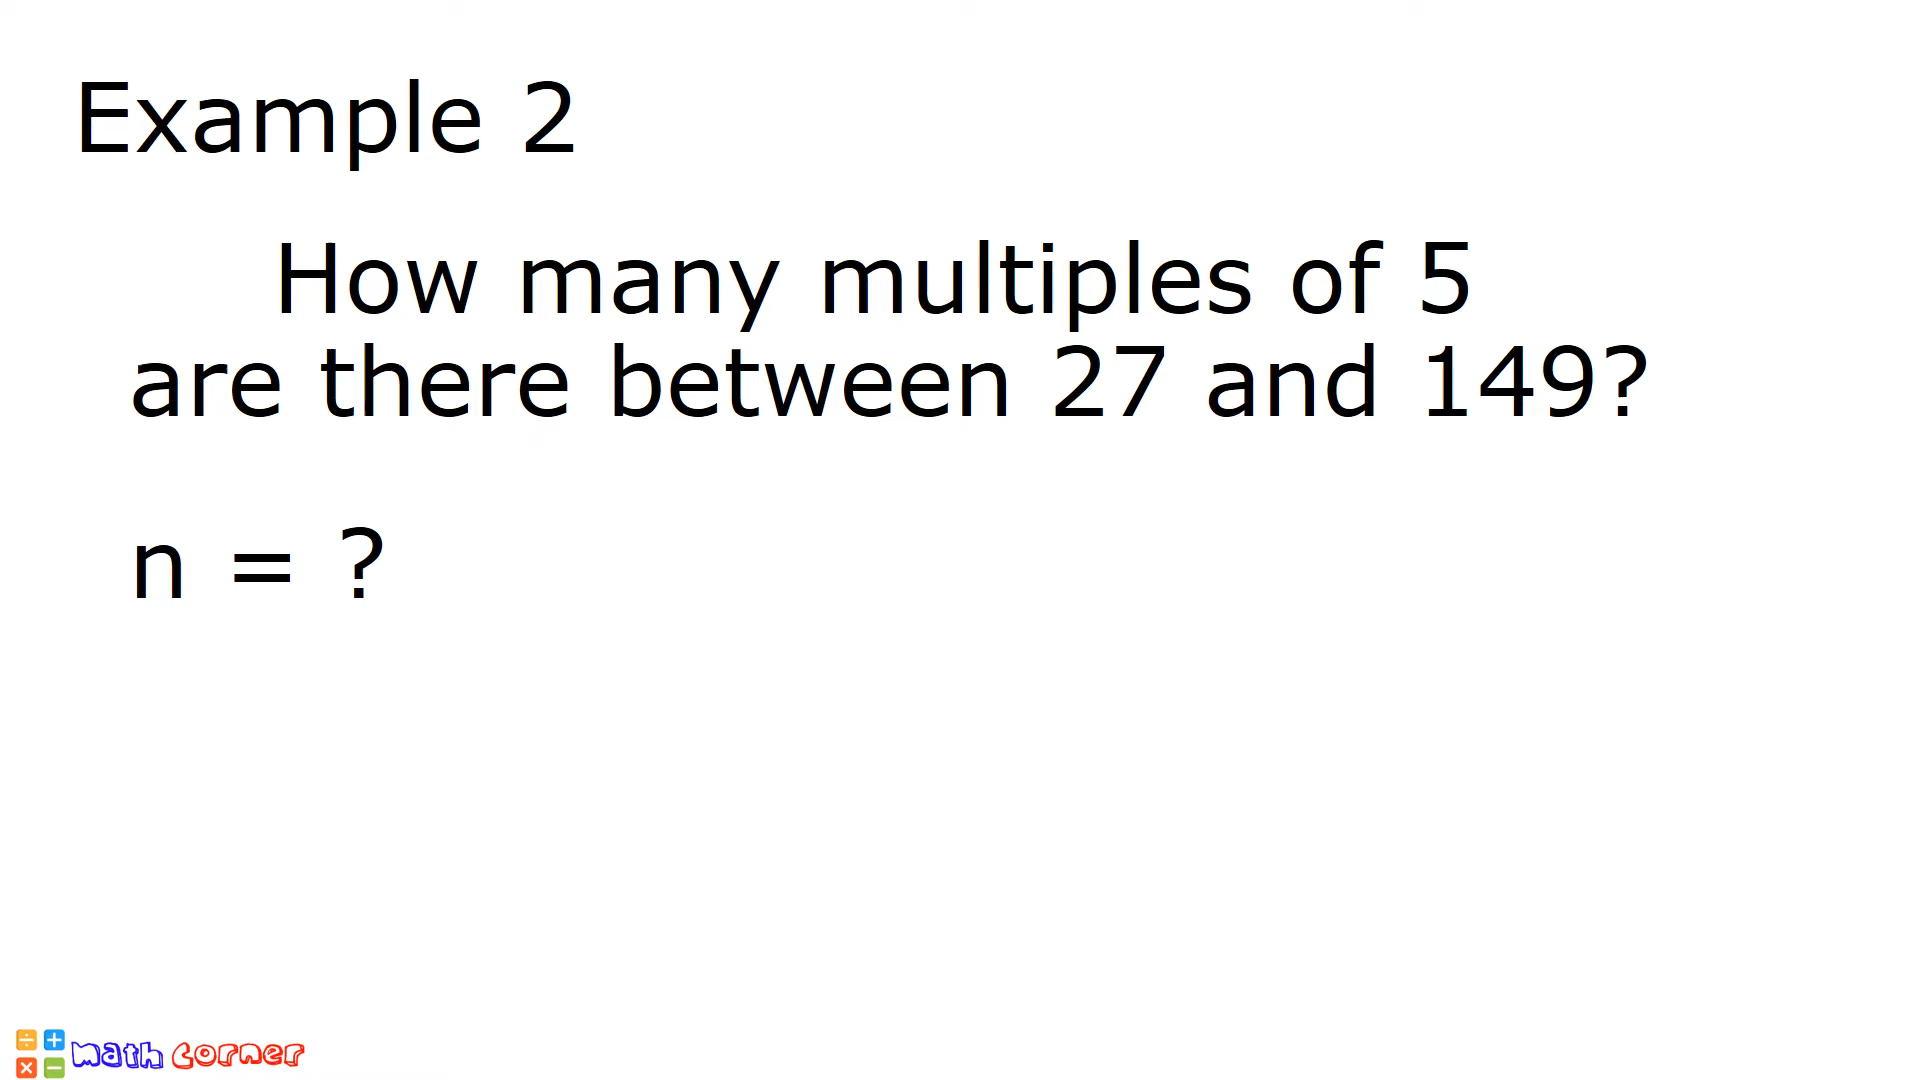 Example 2
How many multiples of 5
are there between 27 and 149?
n = ?
math corner